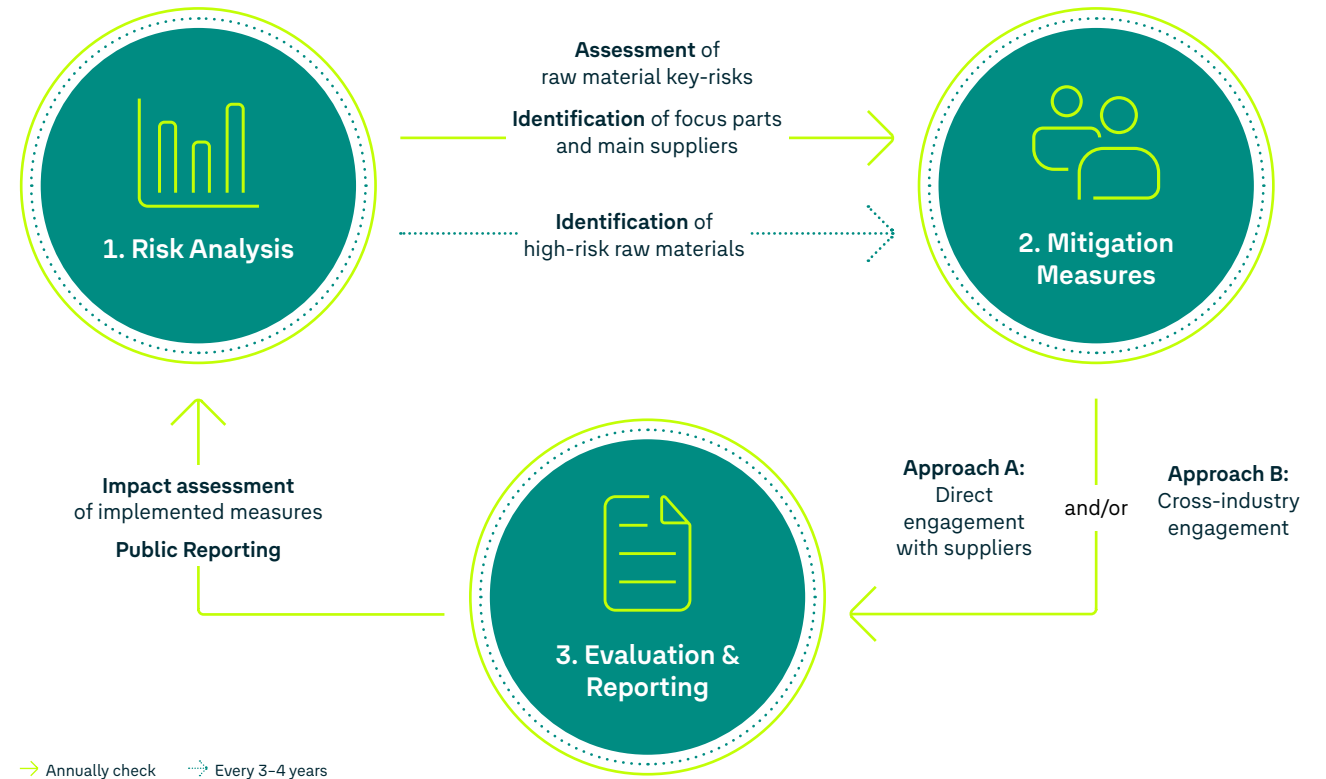 Assessment of
raw material key-risks
Identification of focus parts
and main suppliers
Identification of
high-risk raw materials
1. Risk Analysis
2. Mitigation
Measures
Approach A:
Direct
engagement
with suppliers
and/or
Approach B:
Cross-industry
engagement
3. Evaluation &
Reporting
Impact assessment
of implemented measures
Public Reporting
Annually check
Every 3–4 years